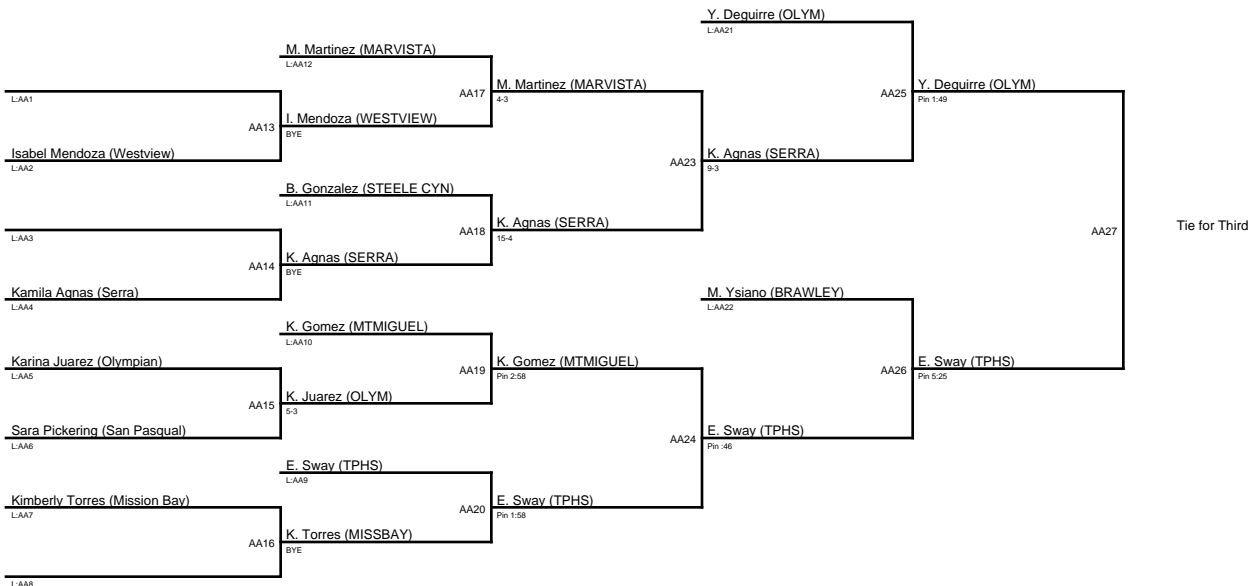 Y. Deguirre (OLYM)
L:AA21
M. Martinez (MARVISTA)
L:AA12
AA17
M. Martinez (MARVISTA)
4-3
AA25
Y. Deguirre (OLYM)
Pin 1:49
L:AA1
AA13
I. Mendoza (WESTVIEW)
BYE
Isabel Mendoza (Westview)
L:AA2
AA23
K. Agnas (SERRA)
9-3
B. Gonzalez (STEELE CYN)
L:AA11
L:AA3
AA18
K. Agnas (SERRA)
15-4
AA27
Tie for Third
AA14
K. Agnas (SERRA)
BYE
Kamila Agnas (Serra)
L:AA4
M. Ysiano (BRAWLEY)
L:AA22
K. Gomez (MTMIGUEL)
L:AA10
Karina Juarez (Olympian)
L:AA5
AA19
K. Gomez (MTMIGUEL)
Pin 2:58
AA26
E. Sway (TPHS)
Pin 5:25
AA15
K. Juarez (OLYM)
5-3
Sara Pickering (San Pasqual)
L:AA6
AA24
E. Sway (TPHS)
Pin :46
E. Sway (TPHS)
L:AA9
Kimberly Torres (Mission Bay)
L:AA7
AA20
E. Sway (TPHS)
Pin 1:58
AA16
K. Torres (MISSBAY)
BYE
L:AA8